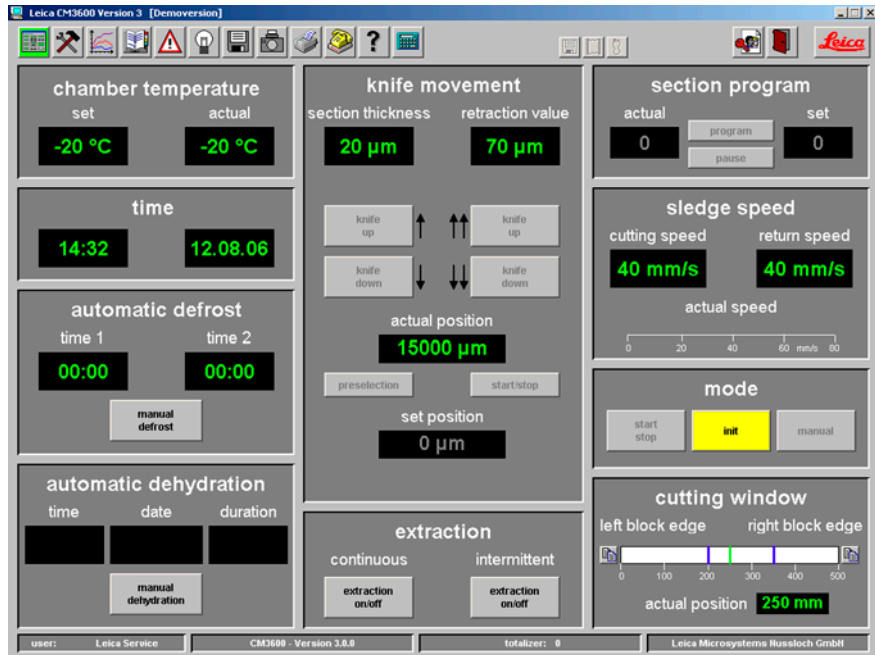 Leica CM3600 Version 3 [Demoversion]
?
Leica
chamber temperature
set actual
-20 °C -20 °C
time
14:32 12.08.06
automatic defrost
time 1 time 2
00:00 00:00
manual
defrost
automatic dehydration
time date duration
manual
dehydration
knife movement
section thickness retraction value
20 µm 70 µm
knife
up
knife
up
knife
down
knife
down
actual position
15000 µm
preselection start/stop
set position
0 µm
extraction
continuous intermittent
extraction
on/off
extraction
on/off
section program
actual set
0 program 0
pause
sledge speed
cutting speed return speed
40 mm/s 40 mm/s
actual speed
0 20 40 60 mm/s 80
mode
start
stop
init
manual
cutting window
left block edge right block edge
0 100 200 300 400 500
actual position 250 mm
user: Leica Service CM3600 - Version 3.0.0 totalizer: 0 Leica Microsystems Nussloch GmbH